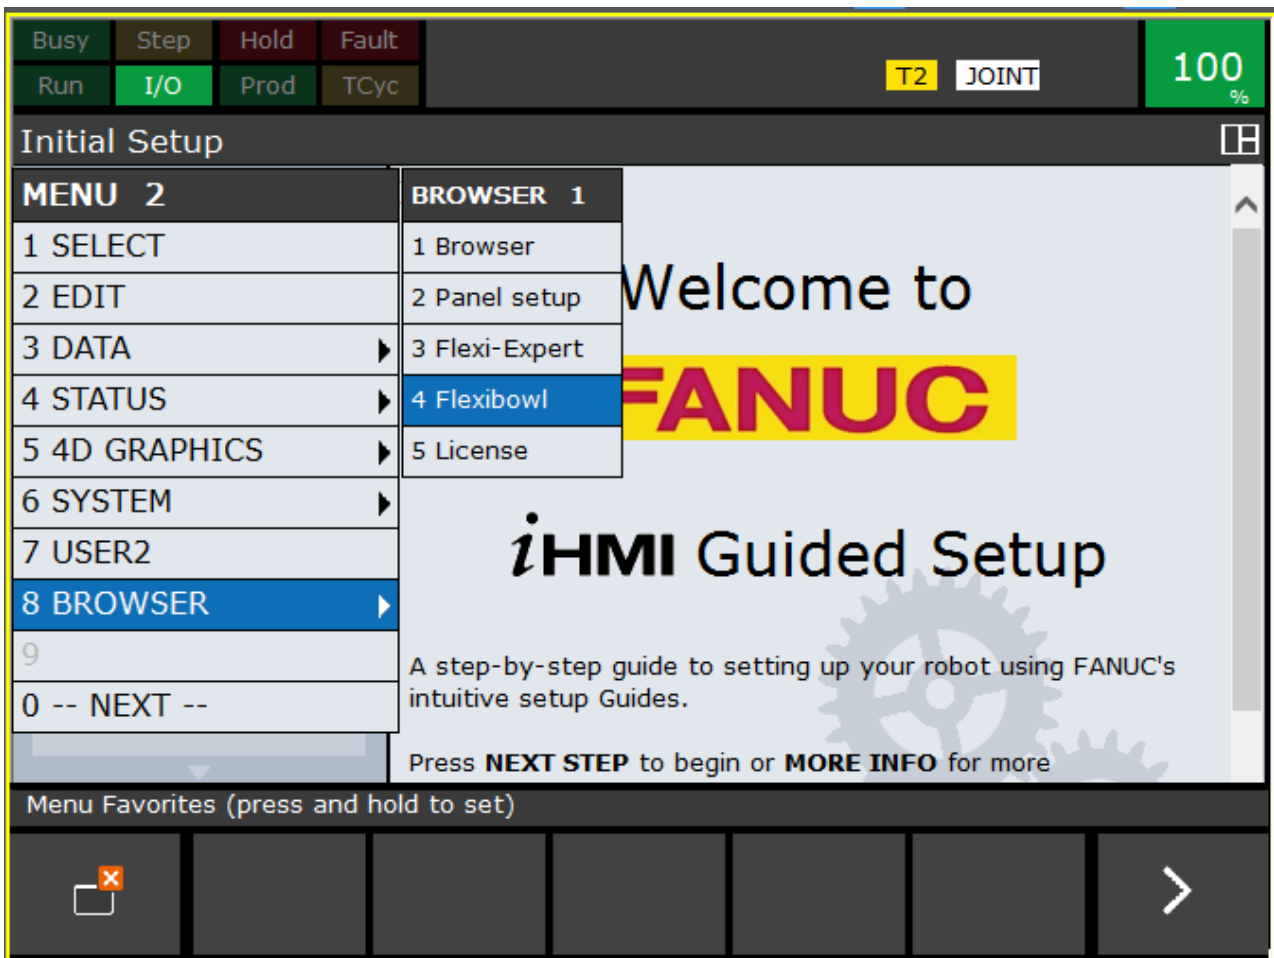 Busy Step Hold Fault
Run I/O Prod TCyc
T2 JOINT
100
%
Initial Setup
MENU 2
1 SELECT
2 EDIT
3 DATA
4 STATUS
5 4D GRAPHICS
6 SYSTEM
7 USER2
8 BROWSER
9
0 -- NEXT --
BROWSER 1
1 Browser
2 Panel setup
3 Flexi-Expert
4 Flexibowl
5 License
Welcome to
FANUC
iHMI Guided Setup
A step-by-step guide to setting up your robot using FANUC's
intuitive setup Guides.
Press NEXT STEP to begin or MORE INFO for more
Menu Favorites (press and hold to set)